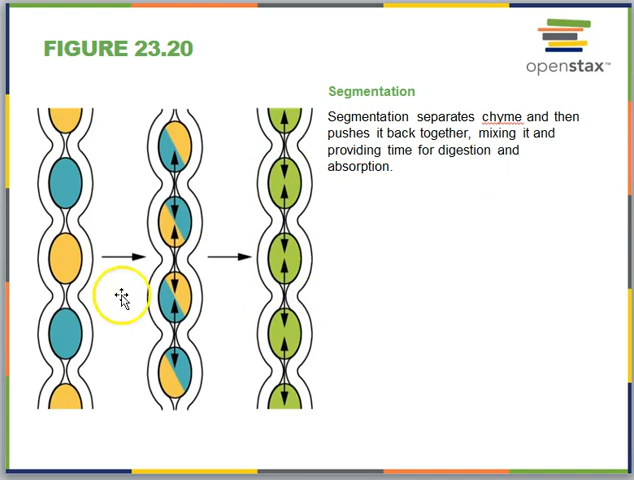 FIGURE 23.20
openstax™
Segmentation
Segmentation separates chyme and then
pushes it back together, mixing it and
providing time for digestion and
absorption.